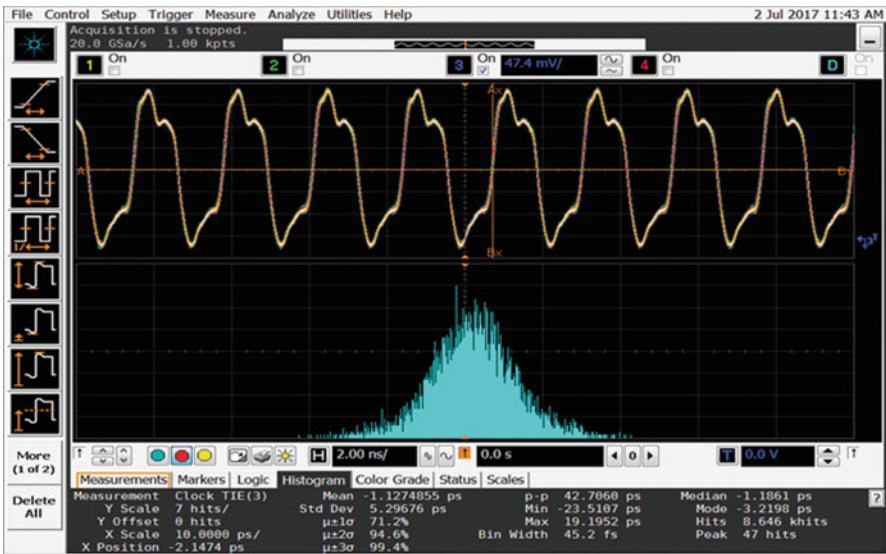 File Control Setup Trigger Measure Analyze Utilities Help 2 Jul 2017 11:43 AM
Acquisition is stopped.
20.0 GSa/s 1.00 kpts
1 On 2 On 3 On 47.4 mV/ 4 On D On
Ax
A By
Bx
T
More
(1 of 2)
Delete
All
H 2.00 ns/ T 0.0 s 0 T 0.0 V
Measurements Markers Logic Histogram Color Grade Status Scales
Measurement Clock TIE(3) Mean -1.1274855 ps p-p 42.7060 ps Median -1.1861 ps ?
Y Scale 7 hits/ Std Dev 5.29676 ps Min -23.5107 ps Mode -3.2198 ps
Y Offset 0 hits μ±1σ 71.2% Max 19.1952 ps Hits 8.646 khits
X Scale 10.0000 ps/ μ±2σ 94.6% Bin Width 45.2 fs Peak 47 hits
X Position -2.1474 ps μ±3σ 99.4%